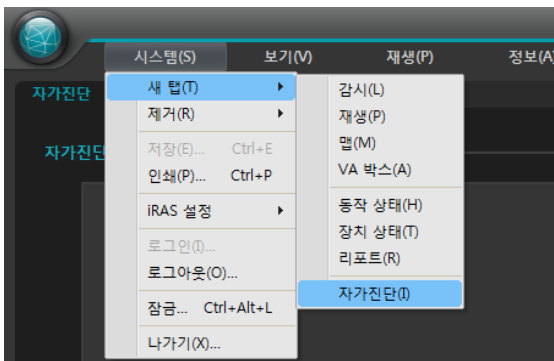 시스템(S) 보기(V) 재생(P) 정보(A)
자가진단
자가진단
새 탭(T)
제거(R)
저장(E)... Ctrl+E
인쇄(P)... Ctrl+P
iRAS 설정
로그인(I)...
로그아웃(O)...
잠금... Ctrl+Alt+L
나가기(X)...
감시(L)
재생(P)
맵(M)
VA 박스(A)
동작 상태(H)
장치 상태(T)
리포트(R)
자가진단(I)